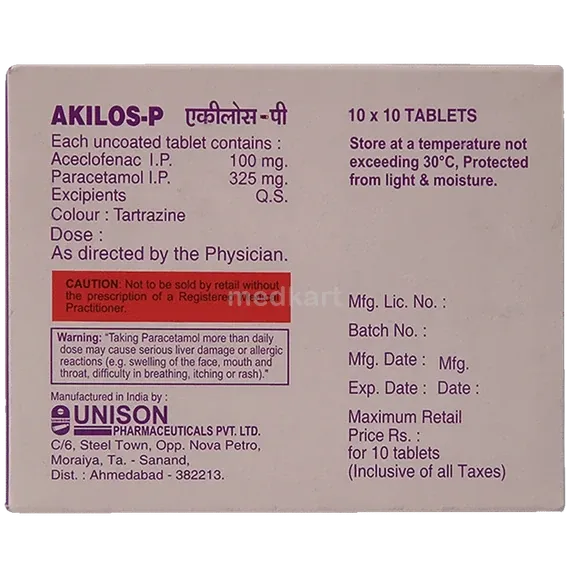 AKILOS-P एकीलोस-पी
Each uncoated tablet contains :
Aceclofenac I.P. 100 mg.
Paracetamol I.P. 325 mg.
Excipients Q.S.
Colour : Tartrazine
Dose :
As directed by the Physician.
CAUTION: Not to be sold by retail without
the prescription of a Registered Medical
Practitioner.
medkart
Warning: "Taking Paracetamol more than daily
dose may cause serious liver damage or allergic
reactions (e.g. swelling of the face, mouth and
throat, difficulty in breathing, itching or rash)."
Manufactured in India by :
UNISON
PHARMACEUTICALS PVT. LTD.
C/6, Steel Town, Opp. Nova Petro,
Moraiya, Ta. - Sanand,
Dist. : Ahmedabad - 382213.
10 x 10 TABLETS
Store at a temperature not
exceeding 30°C, Protected
from light & moisture.
Mfg. Lic. No. :
Batch No. :
Mfg. Date : Mfg.
Exp. Date : Date :
Maximum Retail
Price Rs. :
for 10 tablets
(Inclusive of all Taxes)